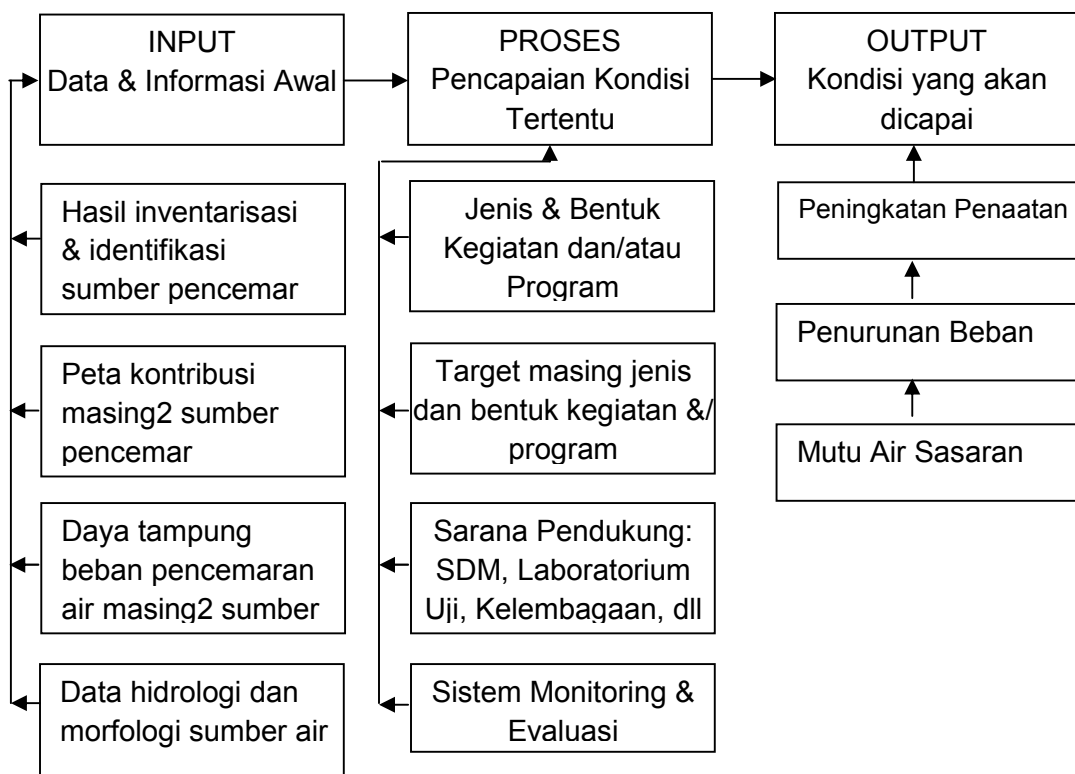 INPUT
Data & Informasi Awal
PROSES
Pencapaian Kondisi
Tertentu
OUTPUT
Kondisi yang akan
dicapai
Hasil inventarisasi
& identifikasi
sumber pencemar
Peta kontribusi
masing2 sumber
pencemar
Daya tampung
beban pencemaran
air masing2 sumber
Data hidrologi dan
morfologi sumber air
Jenis & Bentuk
Kegiatan dan/atau
Program
Target masing jenis
dan bentuk kegiatan &/
program
Sarana Pendukung:
SDM, Laboratorium
Uji, Kelembagaan, dll
Sistem Monitoring &
Evaluasi
Peningkatan Penaatan
Penurunan Beban
Mutu Air Sasaran